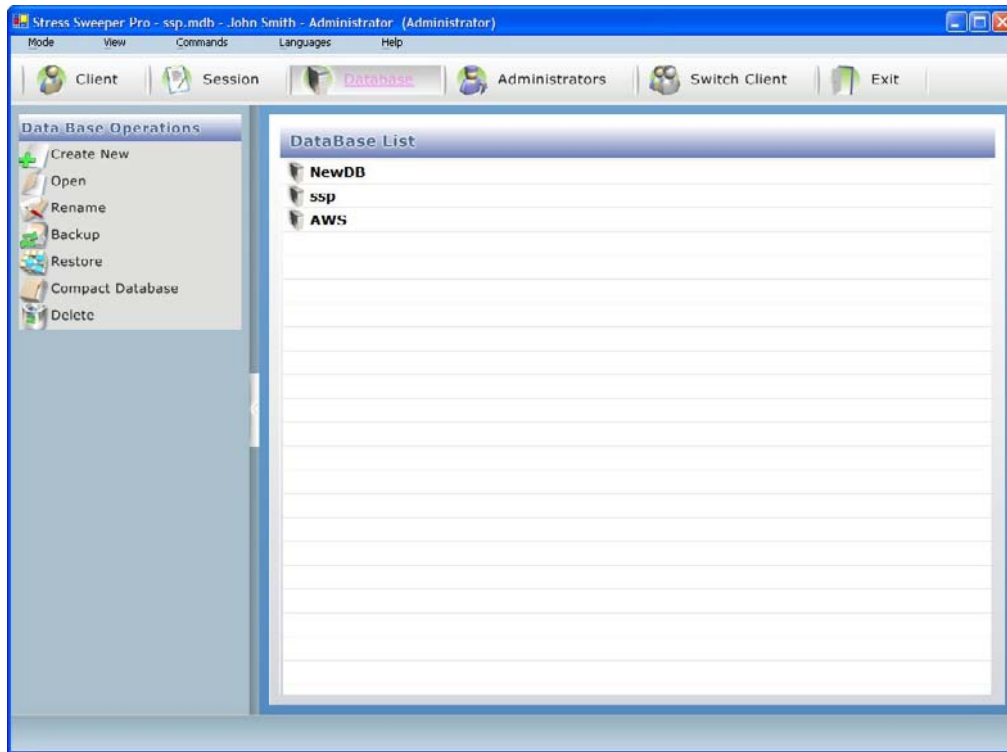 Stress Sweeper Pro - ssp.mdb - John Smith - Administrator (Administrator)
Mode View Commands Languages Help
Client Session Database Administrators Switch Client Exit
Data Base Operations
Create New
Open
Rename
Backup
Restore
Compact Database
Delete
DataBase List
NewDB
ssp
AWS